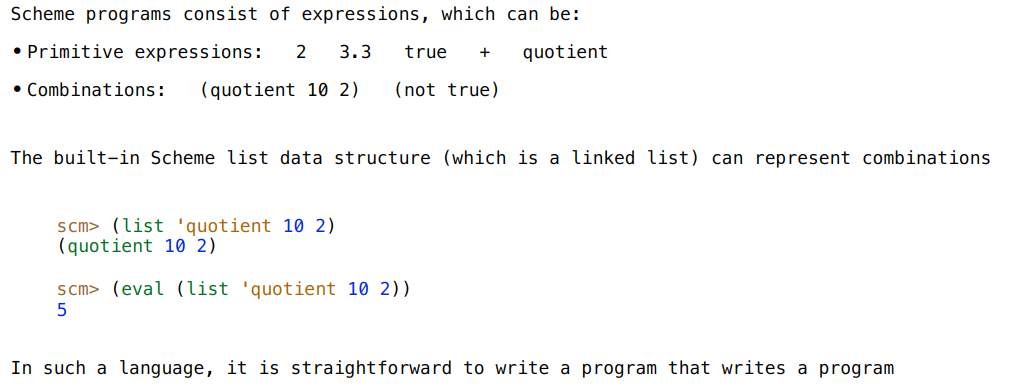 Scheme programs consist of expressions, which can be:
• Primitive expressions: 2 3.3 true + quotient
• Combinations: (quotient 10 2) (not true)
The built-in Scheme list data structure (which is a linked list) can represent combinations
scm> (list 'quotient 10 2)
(quotient 10 2)
scm> (eval (list 'quotient 10 2))
5
In such a language, it is straightforward to write a program that writes a program